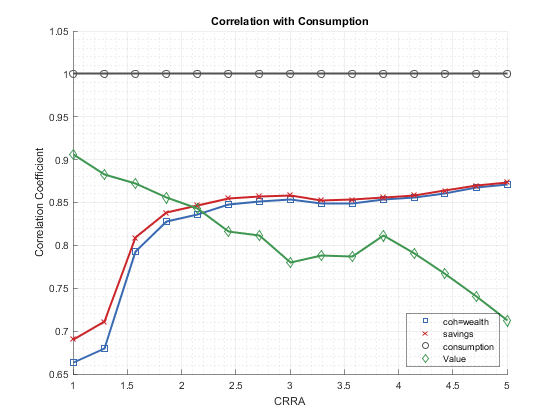 Correlation with Consumption
1.05
1
0.95
0.9
0.85
0.8
0.75
0.7
0.65
Correlation Coefficient
1
1.5
2
2.5
3
3.5
4
4.5
5
CRRA
coh=wealth
savings
consumption
Value